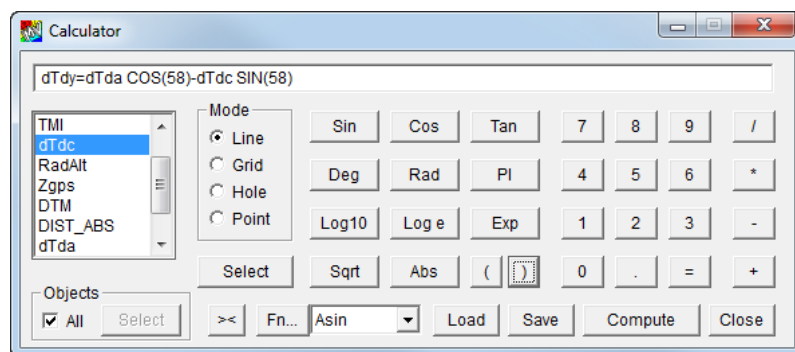 Calculator
dTdy=dTda COS(58)-dTdc SIN(58)
TMI
dTdc
RadAlt
Zgps
DTM
DIST_ABS
dTda
Mode
Line
Grid
Hole
Point
Sin Cos Tan 7 8 9 /
Deg Rad PI 4 5 6 *
Log10 Log e Exp 1 2 3 -
Select Sqrt Abs ( ) 0 . = +
Objects
All Select >< Fn... Asin Load Save Compute Close